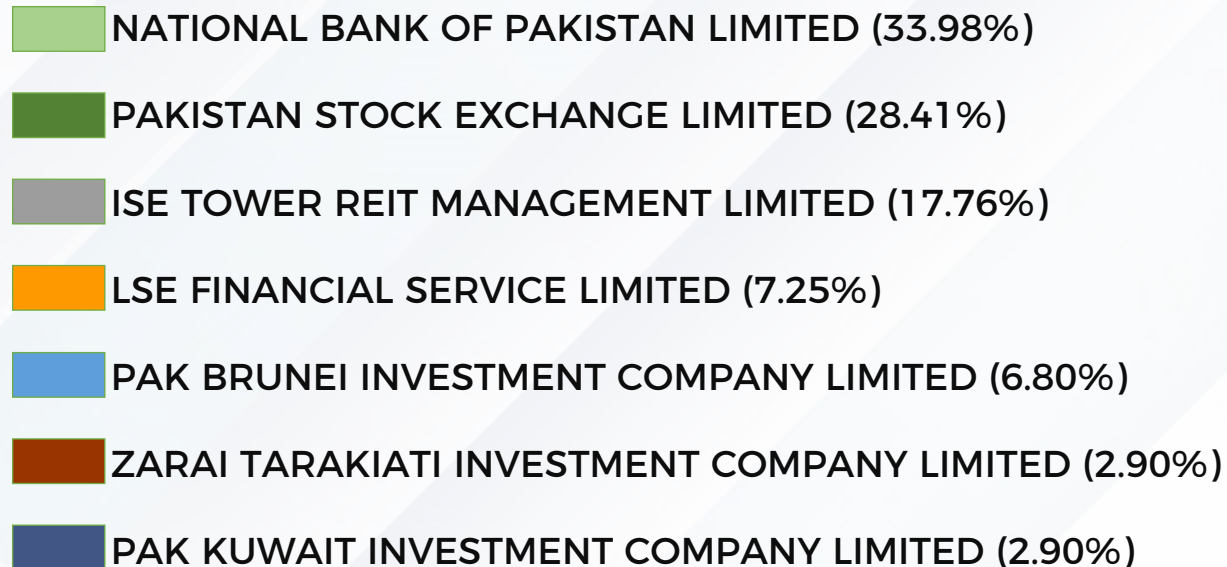 NATIONAL BANK OF PAKISTAN LIMITED (33.98%)
PAKISTAN STOCK EXCHANGE LIMITED (28.41%)
ISE TOWER REIT MANAGEMENT LIMITED (17.76%)
LSE FINANCIAL SERVICE LIMITED (7.25%)
PAK BRUNEI INVESTMENT COMPANY LIMITED (6.80%)
ZARAI TARAKIATI INVESTMENT COMPANY LIMITED (2.90%)
PAK KUWAIT INVESTMENT COMPANY LIMITED (2.90%)